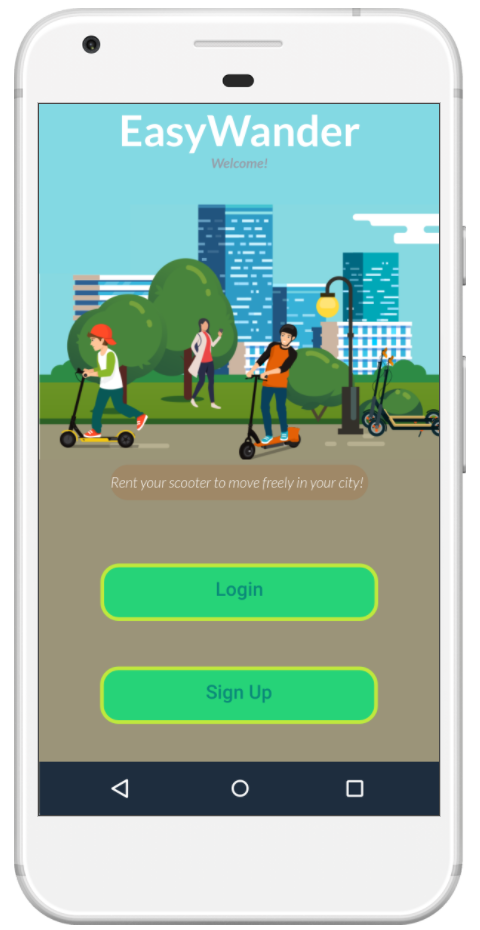 EasyWander
Welcome!
Rent your scooter to move freely in your city!
Login
Sign Up